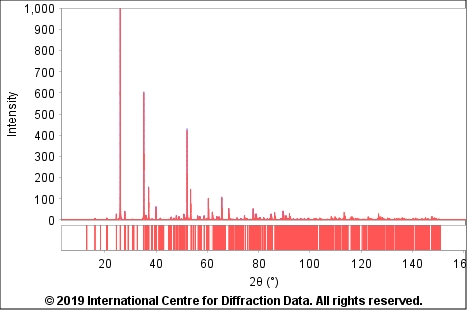 1,000
900
800
700
600
500
400
300
200
100
0
Intensity
20 40 60 80 100 120 140 16
2θ (°)
© 2019 International Centre for Diffraction Data. All rights reserved.